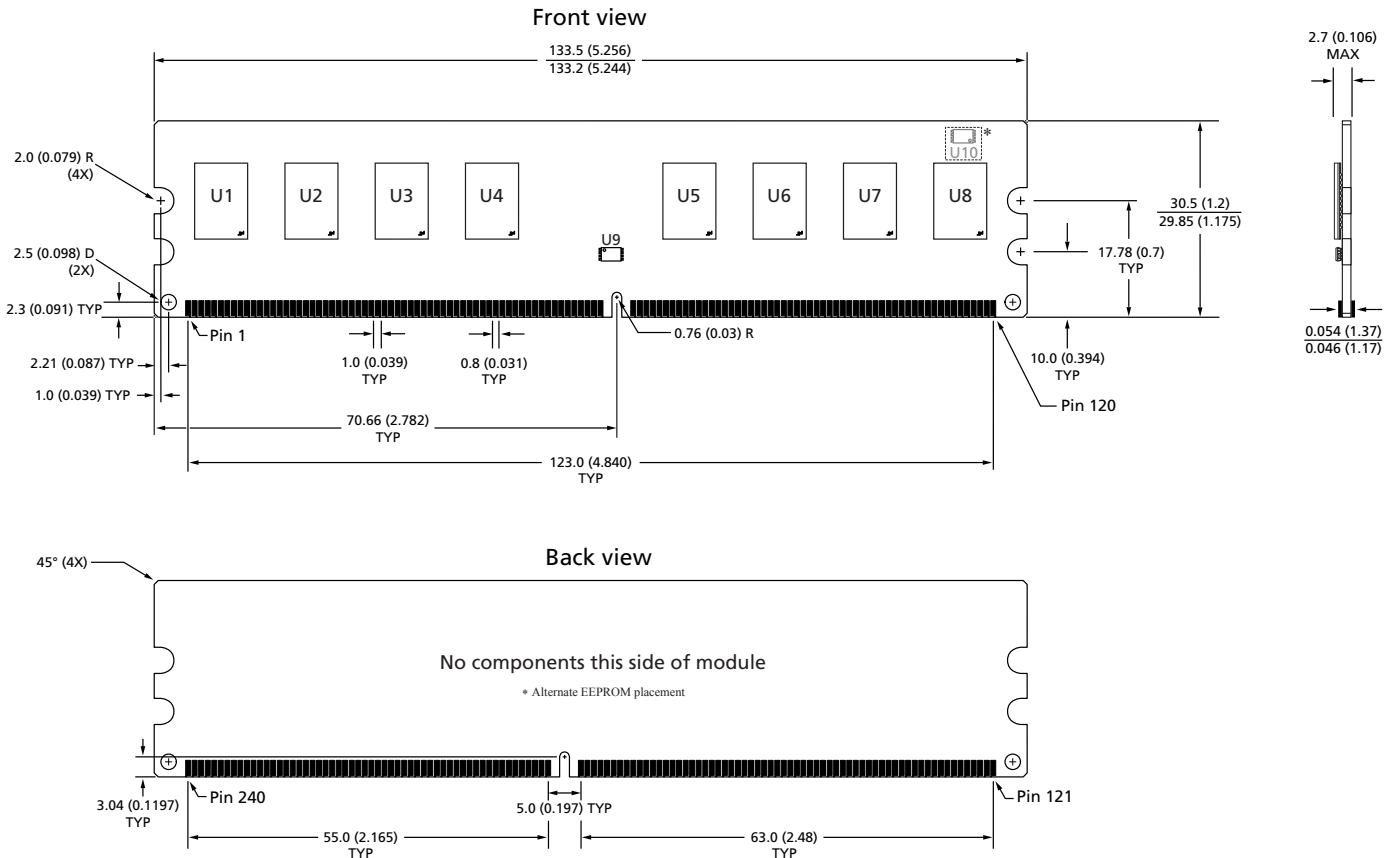 Front view
133.5 (5.256)
133.2 (5.244)
2.7 (0.106)
MAX
2.0 (0.079) R
(4X)
U1
U2
U3
U4
U5
U6
U7
U8
U10
*
U9
30.5 (1.2)
29.85 (1.175)
17.78 (0.7)
TYP
2.5 (0.098) D
(2X)
2.3 (0.091) TYP
Pin 1
0.76 (0.03) R
2.21 (0.087) TYP
1.0 (0.039)
TYP
0.8 (0.031)
TYP
10.0 (0.394)
TYP
0.054 (1.37)
0.046 (1.17)
1.0 (0.039) TYP
Pin 120
70.66 (2.782)
TYP
123.0 (4.840)
TYP
Back view
45° (4X)
No components this side of module
* Alternate EEPROM placement
3.04 (0.1197)
TYP
Pin 240
5.0 (0.197) TYP
Pin 121
55.0 (2.165)
TYP
63.0 (2.48)
TYP